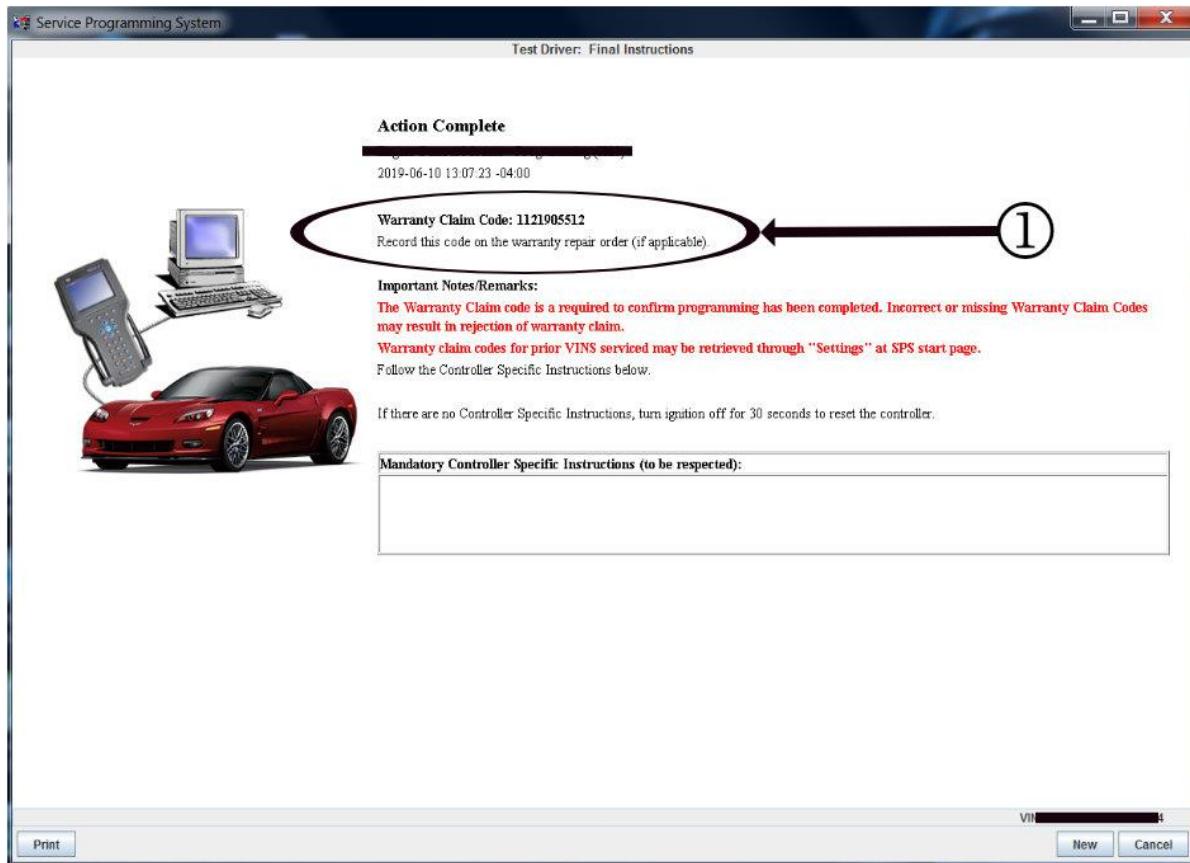 Service Programming System
Test Driver: Final Instructions
Action Complete
2019-06-10 13:07:23 -04:00
Warranty Claim Code: 1121905512
Record this code on the warranty repair order (if applicable).
1
Important Notes/Remarks:
The Warranty Claim code is a required to confirm programming has been completed. Incorrect or missing Warranty Claim Codes
may result in rejection of warranty claim.
Warranty claim codes for prior VINS serviced may be retrieved through "Settings" at SPS start page.
Follow the Controller Specific Instructions below.
If there are no Controller Specific Instructions, turn ignition off for 30 seconds to reset the controller.
Mandatory Controller Specific Instructions (to be respected):
VIN 4
Print
New
Cancel